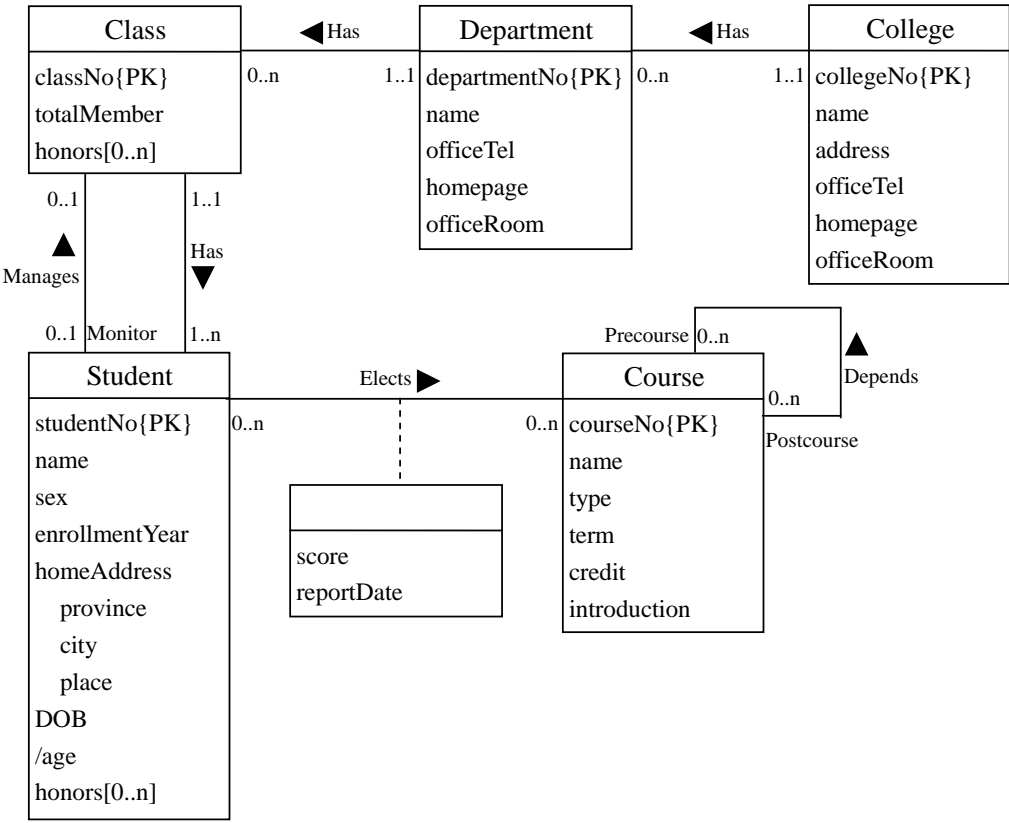 Class
classNo{PK}
totalMember
honors[0..n]
Has
0..n
1..1
Department
departmentNo{PK}
name
officeTel
homepage
officeRoom
Has
0..n
1..1
College
collegeNo{PK}
name
address
officeTel
homepage
officeRoom
0..1
1..1
Manages
Has
0..1
Monitor
1..n
Student
studentNo{PK}
name
sex
enrollmentYear
homeAddress
province
city
place
DOB
/age
honors[0..n]
Elects
0..n
0..n
score
reportDate
Course
courseNo{PK}
name
type
term
credit
introduction
Precourse
0..n
Depends
0..n
Postcourse